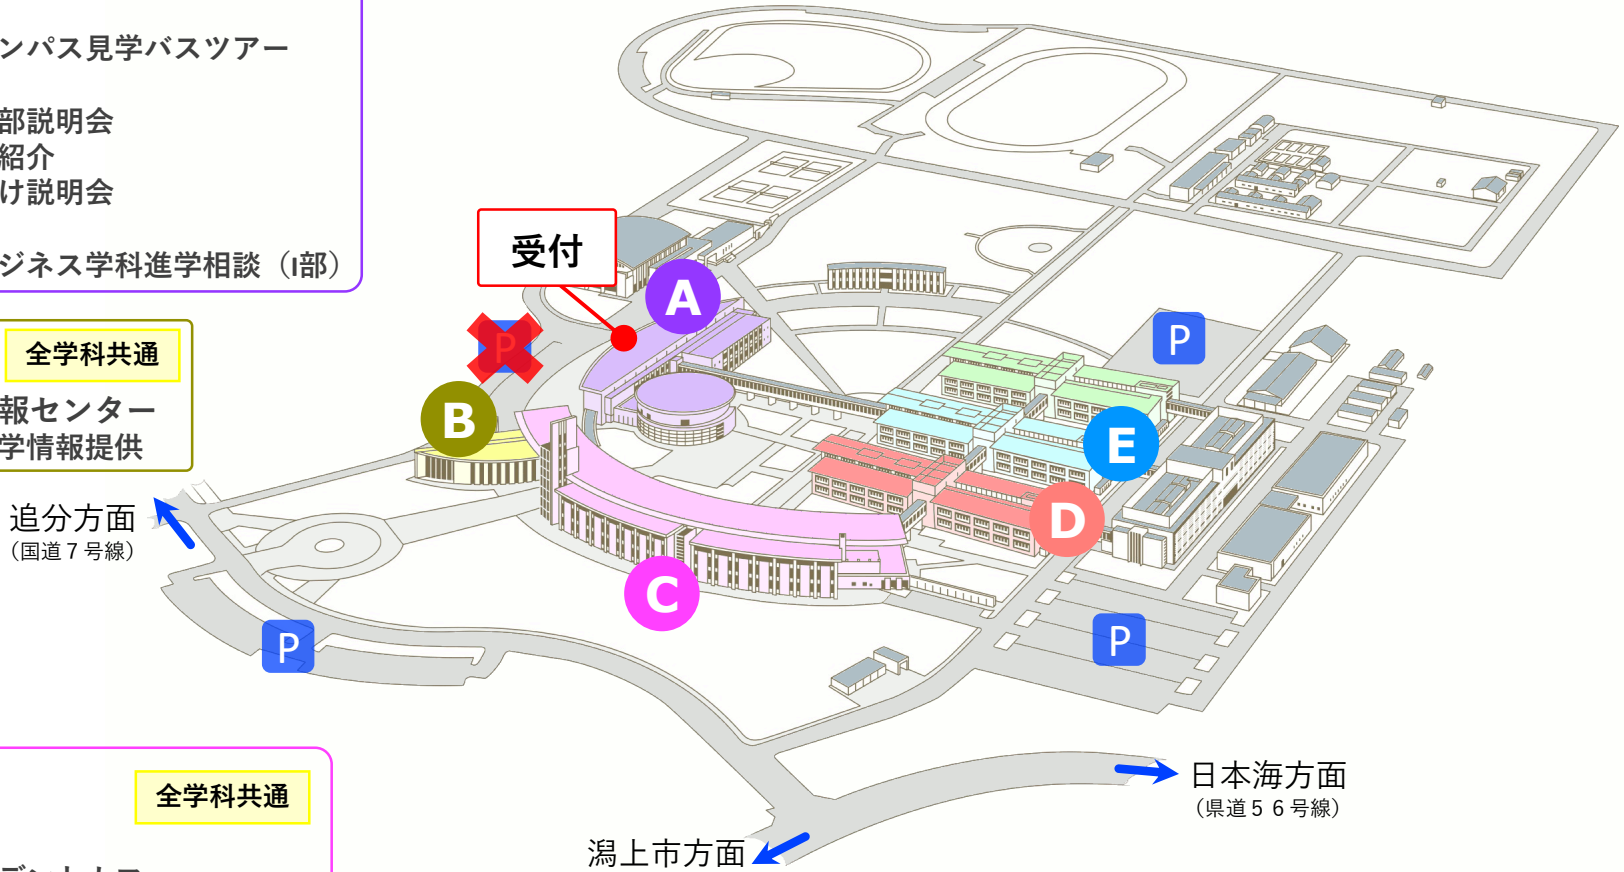 ンパス見学バスツアー
部説明会
紹介
け説明会
ジネス学科進学相談（I部）
全学科共通
報センター
学情報提供
受付
A
P
P
B
E
D
C
追分方面
（国道７号線）
P
P
全学科共通
日本海方面
（県道５６号線）
潟上市方面